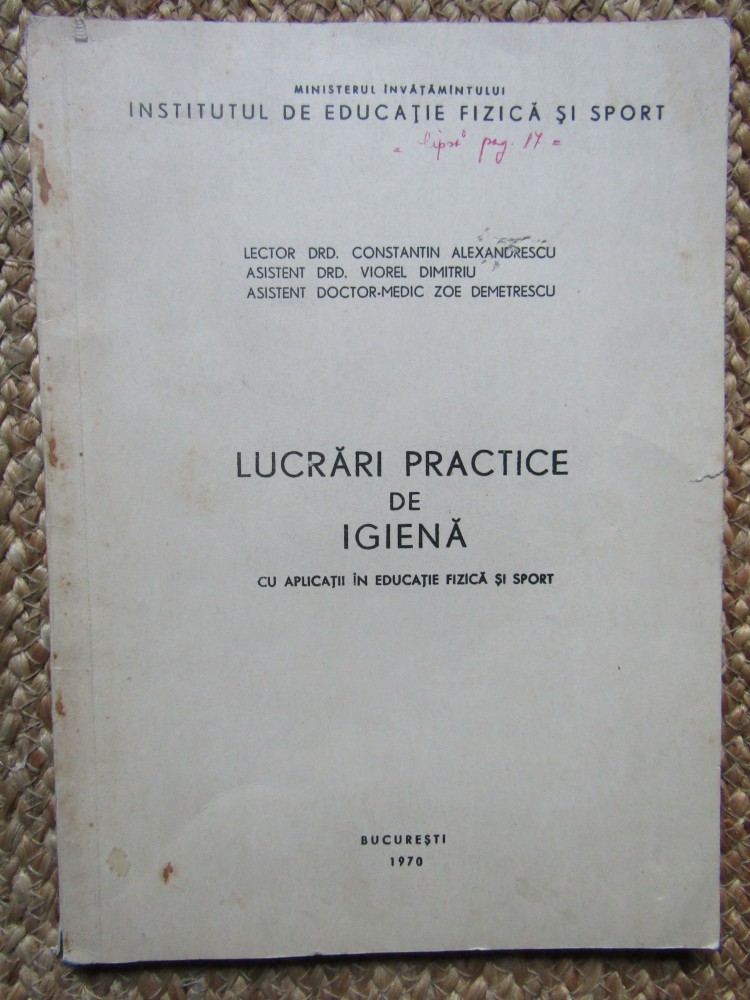 MINISTERUL ÎNVĂȚĂMÎNTULUI
INSTITUTUL DE EDUCAȚIE FIZICĂ ȘI SPORT
„lipsă" pag. 17 =
LECTOR DRD. CONSTANTIN ALEXANDRESCU
ASISTENT DRD. VIOREL DIMITRIU
ASISTENT DOCTOR-MEDIC ZOE DEMETRESCU
LUCRĂRI PRACTICE
DE
IGIENĂ
CU APLICAȚII ÎN EDUCAȚIE FIZICĂ ȘI SPORT
BUCUREȘTI
1970